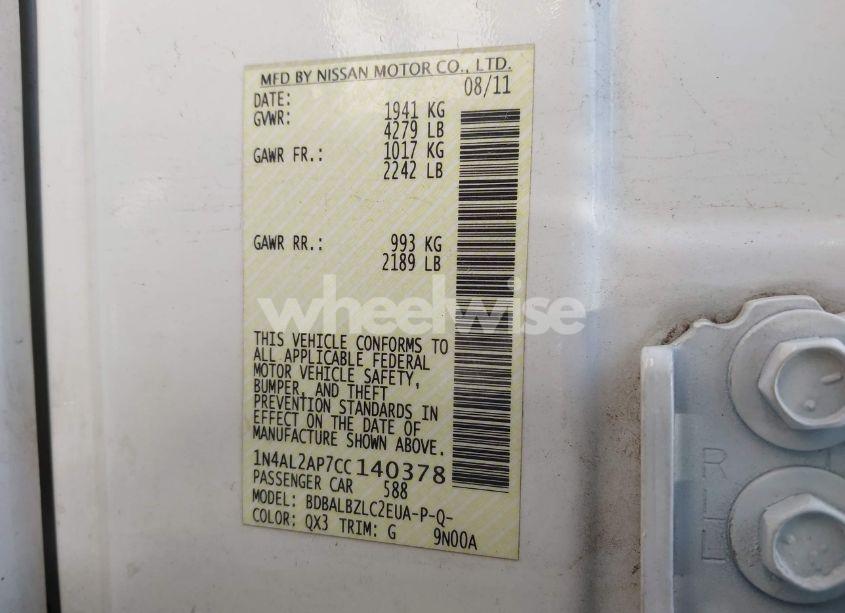 MFD BY NISSAN MOTOR CO., LTD.
DATE: 08/11
GVWR: 1941 KG
4279 LB
GAWR FR.: 1017 KG
2242 LB
GAWR RR.: 993 KG
2189 LB
wheelwise
THIS VEHICLE CONFORMS TO
ALL APPLICABLE FEDERAL
MOTOR VEHICLE SAFETY,
BUMPER, AND THEFT
PREVENTION STANDARDS IN
EFFECT ON THE DATE OF
MANUFACTURE SHOWN ABOVE.
1N4AL2AP7CC140378
PASSENGER CAR 588
MODEL: BDBALBZLC2EUA-P-Q-
COLOR: QX3 TRIM: G 9N00A